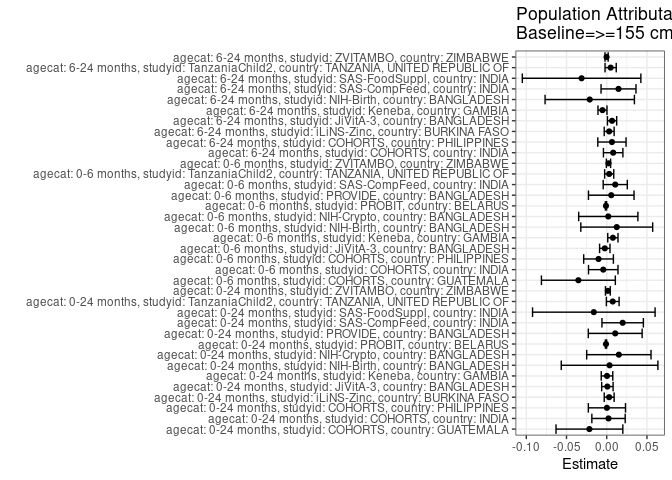 Population Attributa
Baseline=>=155 cm
agecat: 6-24 months, studyid: ZVITAMBO, country: ZIMBABWE
agecat: 6-24 months, studyid: TanzaniaChild2, country: TANZANIA, UNITED REPUBLIC OF
agecat: 6-24 months, studyid: SAS-FoodSuppl, country: INDIA
agecat: 6-24 months, studyid: SAS-CompFeed, country: INDIA
agecat: 6-24 months, studyid: NIH-Birth, country: BANGLADESH
agecat: 6-24 months, studyid: Keneba, country: GAMBIA
agecat: 6-24 months, studyid: JiVitA-3, country: BANGLADESH
agecat: 6-24 months, studyid: iLiNS-Zinc, country: BURKINA FASO
agecat: 6-24 months, studyid: COHORTS, country: PHILIPPINES
agecat: 6-24 months, studyid: COHORTS, country: INDIA
agecat: 0-6 months, studyid: ZVITAMBO, country: ZIMBABWE
agecat: 0-6 months, studyid: TanzaniaChild2, country: TANZANIA, UNITED REPUBLIC OF
agecat: 0-6 months, studyid: SAS-CompFeed, country: INDIA
agecat: 0-6 months, studyid: PROVIDE, country: BANGLADESH
agecat: 0-6 months, studyid: PROBIT, country: BELARUS
agecat: 0-6 months, studyid: NIH-Crypto, country: BANGLADESH
agecat: 0-6 months, studyid: NIH-Birth, country: BANGLADESH
agecat: 0-6 months, studyid: Keneba, country: GAMBIA
agecat: 0-6 months, studyid: JiVitA-3, country: BANGLADESH
agecat: 0-6 months, studyid: COHORTS, country: PHILIPPINES
agecat: 0-6 months, studyid: COHORTS, country: INDIA
agecat: 0-6 months, studyid: COHORTS, country: GUATEMALA
agecat: 0-24 months, studyid: ZVITAMBO, country: ZIMBABWE
agecat: 0-24 months, studyid: TanzaniaChild2, country: TANZANIA, UNITED REPUBLIC OF
agecat: 0-24 months, studyid: SAS-FoodSuppl, country: INDIA
agecat: 0-24 months, studyid: SAS-CompFeed, country: INDIA
agecat: 0-24 months, studyid: PROVIDE, country: BANGLADESH
agecat: 0-24 months, studyid: PROBIT, country: BELARUS
agecat: 0-24 months, studyid: NIH-Crypto, country: BANGLADESH
agecat: 0-24 months, studyid: NIH-Birth, country: BANGLADESH
agecat: 0-24 months, studyid: Keneba, country: GAMBIA
agecat: 0-24 months, studyid: JiVitA-3, country: BANGLADESH
agecat: 0-24 months, studyid: iLiNS-Zinc, country: BURKINA FASO
agecat: 0-24 months, studyid: COHORTS, country: PHILIPPINES
agecat: 0-24 months, studyid: COHORTS, country: INDIA
agecat: 0-24 months, studyid: COHORTS, country: GUATEMALA
-0.10 -0.05 0.00 0.05
Estimate